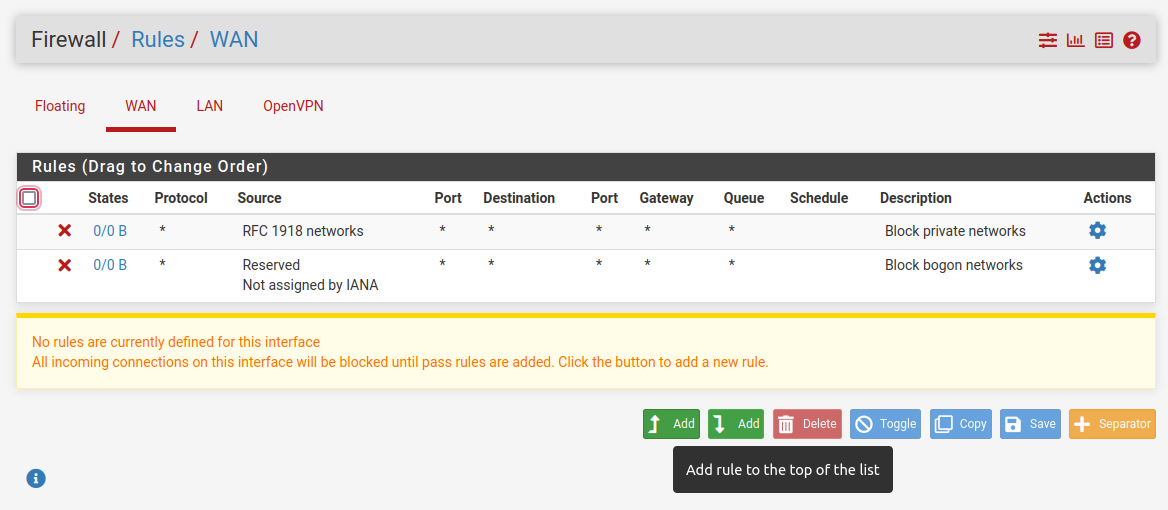 Firewall / Rules / WAN
Floating WAN LAN OpenVPN
Rules (Drag to Change Order)
States Protocol Source Port Destination Port Gateway Queue Schedule Description Actions
0/0 B * RFC 1918 networks * * * * * Block private networks
0/0 B * Reserved * * * * * Block bogon networks
Not assigned by IANA
No rules are currently defined for this interface
All incoming connections on this interface will be blocked until pass rules are added. Click the button to add a new rule.
Add Add Delete Toggle Copy Save Separator
Add rule to the top of the list